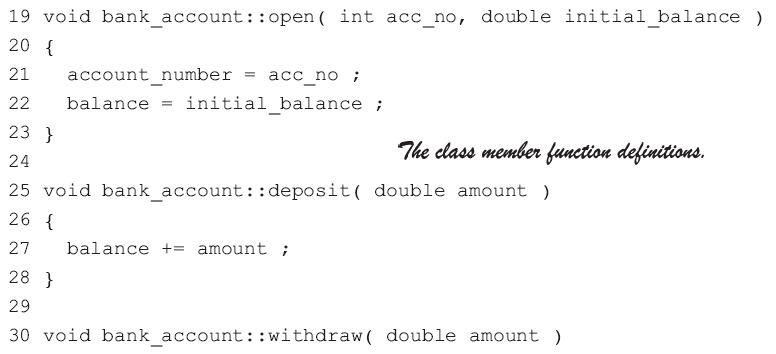 19 void bank_account::open( int acc_no, double initial_balance )
20 {
21   account_number = acc_no ;
22   balance = initial_balance ;
23 }
The class member function definitions.
24
25 void bank_account::deposit( double amount )
26 {
27   balance += amount ;
28 }
29
30 void bank_account::withdraw( double amount )